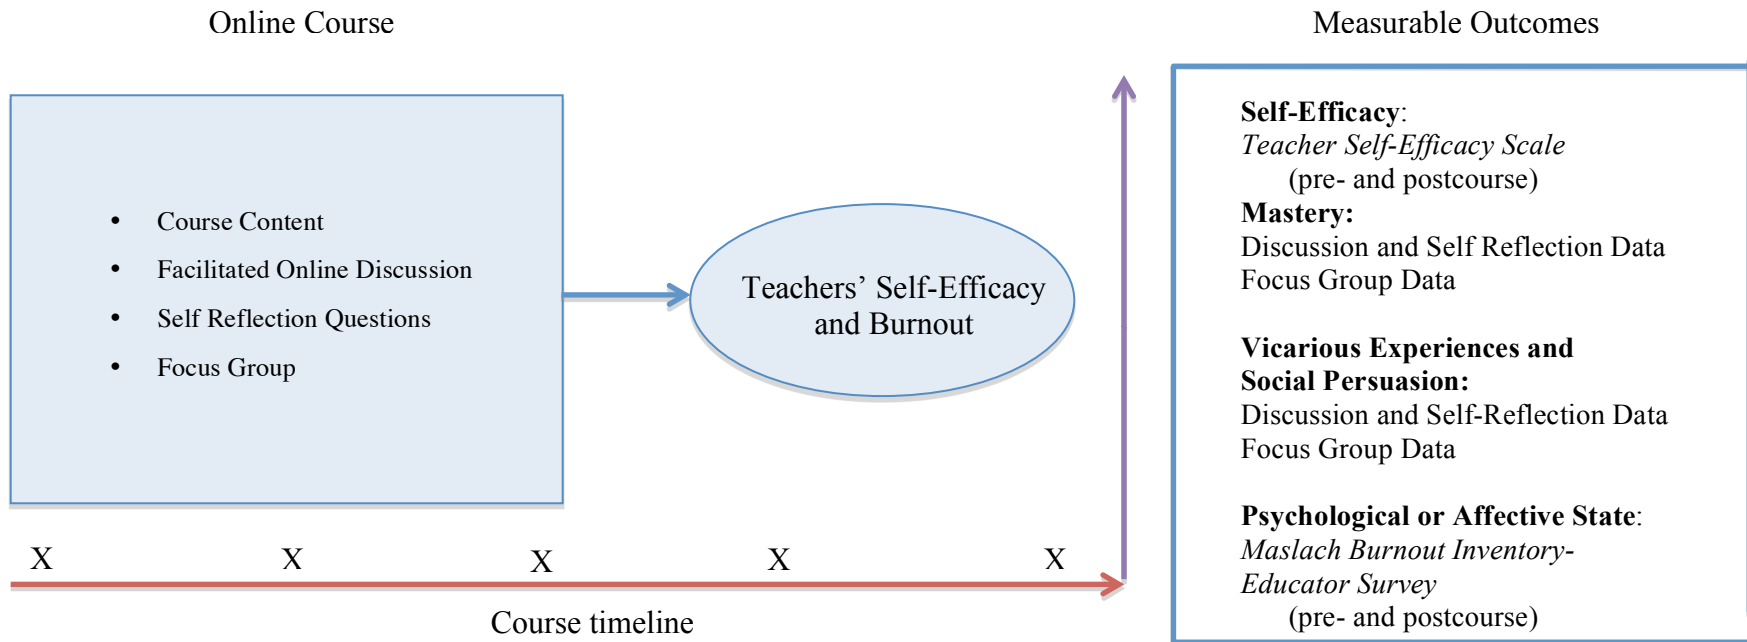 Online Course
Measurable Outcomes
• Course Content
• Facilitated Online Discussion
• Self Reflection Questions
• Focus Group
Teachers’ Self-Efficacy
and Burnout
Self-Efficacy:
Teacher Self-Efficacy Scale
(pre- and postcourse)
Mastery:
Discussion and Self Reflection Data
Focus Group Data
Vicarious Experiences and
Social Persuasion:
Discussion and Self-Reflection Data
Focus Group Data
Psychological or Affective State:
Maslach Burnout Inventory-
Educator Survey
(pre- and postcourse)
X X X X X
Course timeline